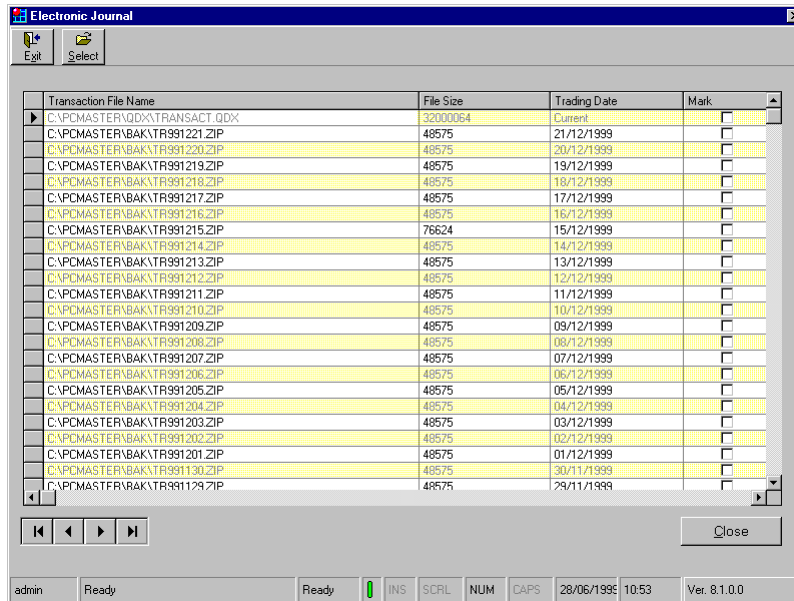 Electronic Journal
Exit Select
Transaction File Name File Size Trading Date Mark
C:\PCMASTER\QDX\TRANSACT.QDX 32000064 Current
C:\PCMASTER\BAK\TR991221.ZIP 48575 21/12/1999
C:\PCMASTER\BAK\TR991220.ZIP 48575 20/12/1999
C:\PCMASTER\BAK\TR991219.ZIP 48575 19/12/1999
C:\PCMASTER\BAK\TR991218.ZIP 48575 18/12/1999
C:\PCMASTER\BAK\TR991217.ZIP 48575 17/12/1999
C:\PCMASTER\BAK\TR991216.ZIP 48575 16/12/1999
C:\PCMASTER\BAK\TR991215.ZIP 76624 15/12/1999
C:\PCMASTER\BAK\TR991214.ZIP 48575 14/12/1999
C:\PCMASTER\BAK\TR991213.ZIP 48575 13/12/1999
C:\PCMASTER\BAK\TR991212.ZIP 48575 12/12/1999
C:\PCMASTER\BAK\TR991211.ZIP 48575 11/12/1999
C:\PCMASTER\BAK\TR991210.ZIP 48575 10/12/1999
C:\PCMASTER\BAK\TR991209.ZIP 48575 09/12/1999
C:\PCMASTER\BAK\TR991208.ZIP 48575 08/12/1999
C:\PCMASTER\BAK\TR991207.ZIP 48575 07/12/1999
C:\PCMASTER\BAK\TR991206.ZIP 48575 06/12/1999
C:\PCMASTER\BAK\TR991205.ZIP 48575 05/12/1999
C:\PCMASTER\BAK\TR991204.ZIP 48575 04/12/1999
C:\PCMASTER\BAK\TR991203.ZIP 48575 03/12/1999
C:\PCMASTER\BAK\TR991202.ZIP 48575 02/12/1999
C:\PCMASTER\BAK\TR991201.ZIP 48575 01/12/1999
C:\PCMASTER\BAK\TR991130.ZIP 48575 30/11/1999
C:\PCMASTER\BAK\TR991129.ZIP 48575 29/11/1999
Close
admin Ready Ready INS SCRL NUM CAPS 28/06/1999 10:53 Ver. 8.1.0.0